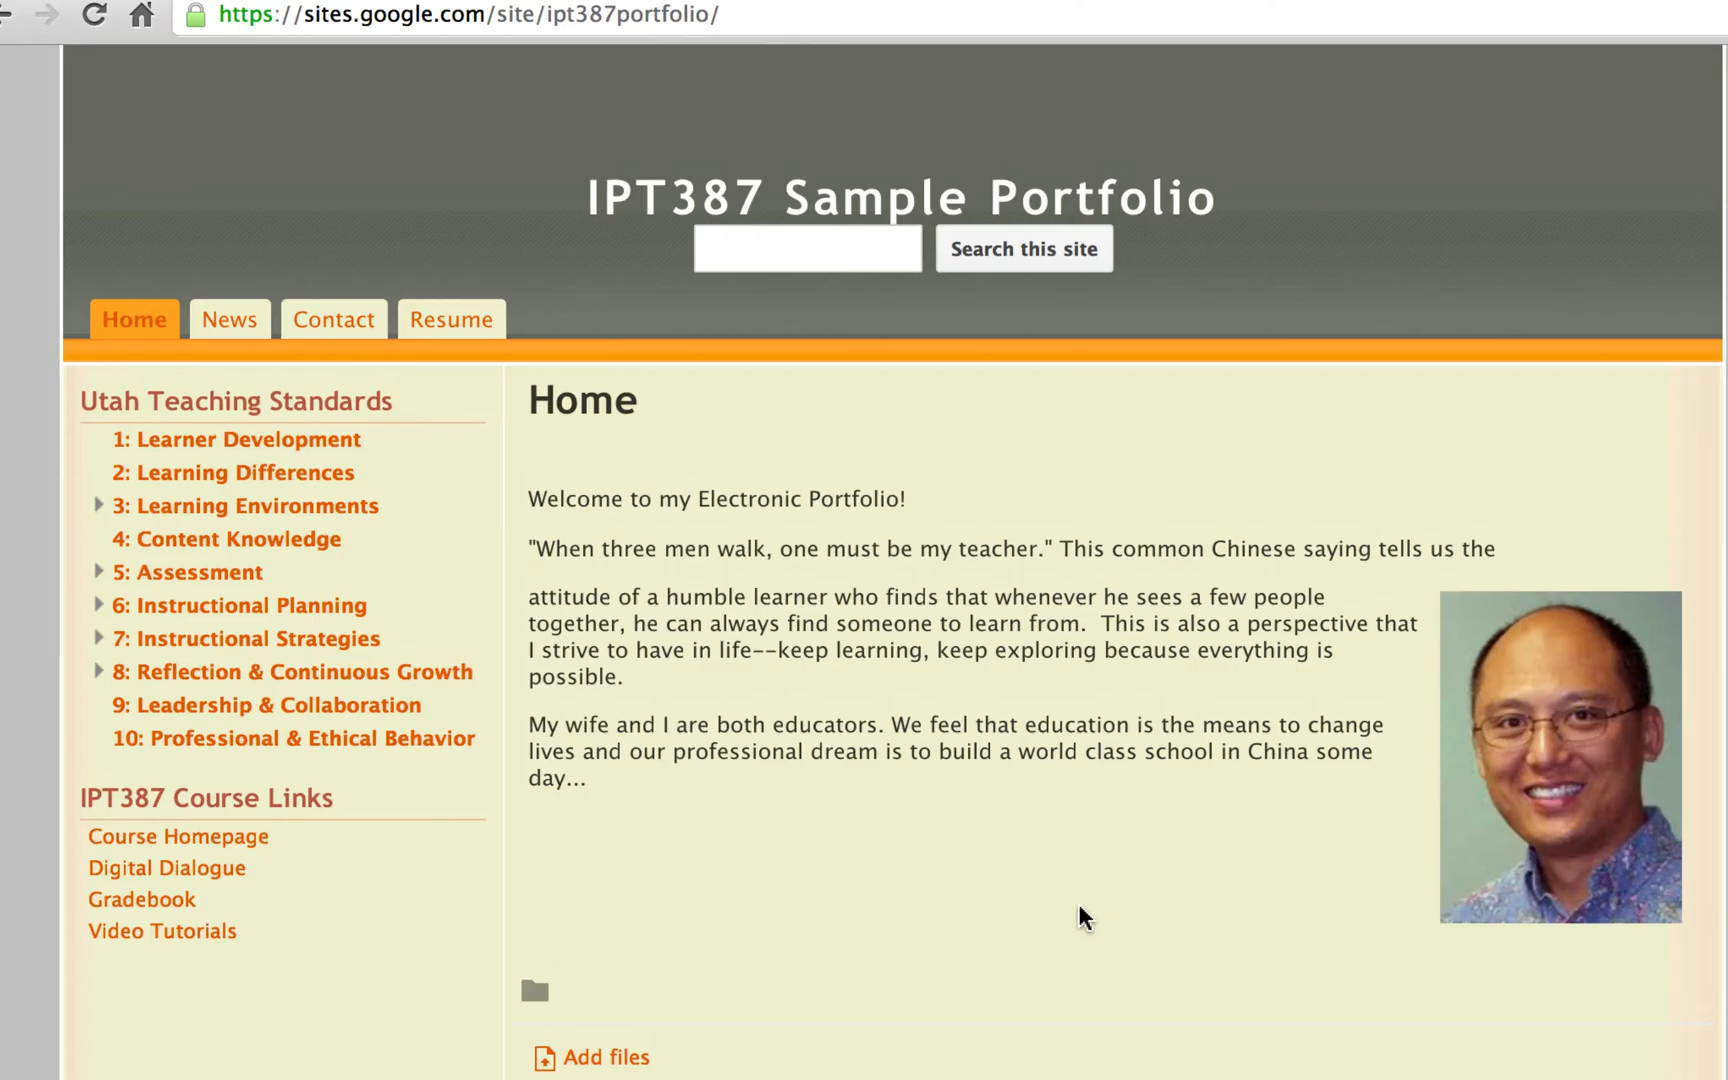 https://sites.google.com/site/ipt387portfolio/
IPT387 Sample Portfolio
Search this site
Home News Contact Resume
Utah Teaching Standards
1: Learner Development
2: Learning Differences
3: Learning Environments
4: Content Knowledge
5: Assessment
6: Instructional Planning
7: Instructional Strategies
8: Reflection & Continuous Growth
9: Leadership & Collaboration
10: Professional & Ethical Behavior
IPT387 Course Links
Course Homepage
Digital Dialogue
Gradebook
Video Tutorials
Home
Welcome to my Electronic Portfolio!
"When three men walk, one must be my teacher." This common Chinese saying tells us the
attitude of a humble learner who finds that whenever he sees a few people
together, he can always find someone to learn from.  This is also a perspective that
I strive to have in life--keep learning, keep exploring because everything is
possible.
My wife and I are both educators. We feel that education is the means to change
lives and our professional dream is to build a world class school in China some
day...
Add files